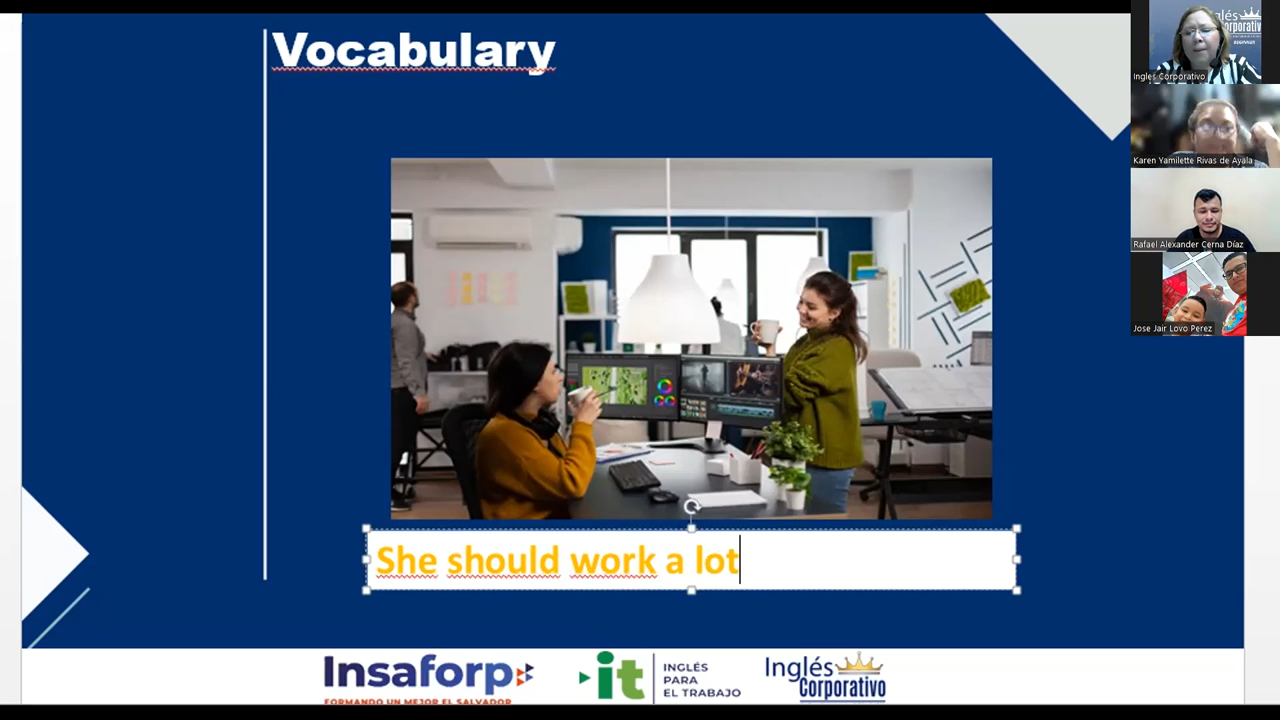 Vocabulary
She should work a lot
Insaforp
FORMANDO UN MEJOR EL SALVADOR
it
INGLÉS
PARA
EL TRABAJO
Inglés
Corporativo
Inglés Corporativo
Karen Yamilette Rivas de Ayala
Rafael Alexander Cerna Díaz
Jose Jair Lovo Perez